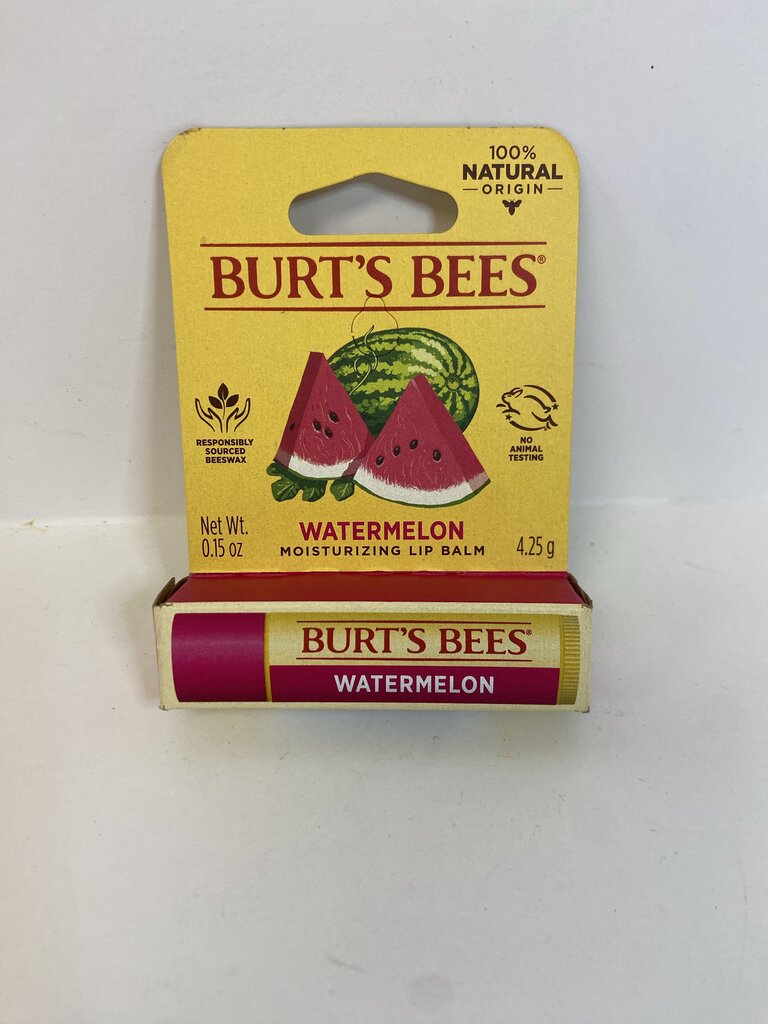 100%
NATURAL
ORIGIN
BURT'S BEES®
RESPONSIBLY
SOURCED
BEESWAX
NO
ANIMAL
TESTING
Net Wt.
0.15 oz
WATERMELON
MOISTURIZING LIP BALM
4.25 g
BURT'S BEES®
WATERMELON